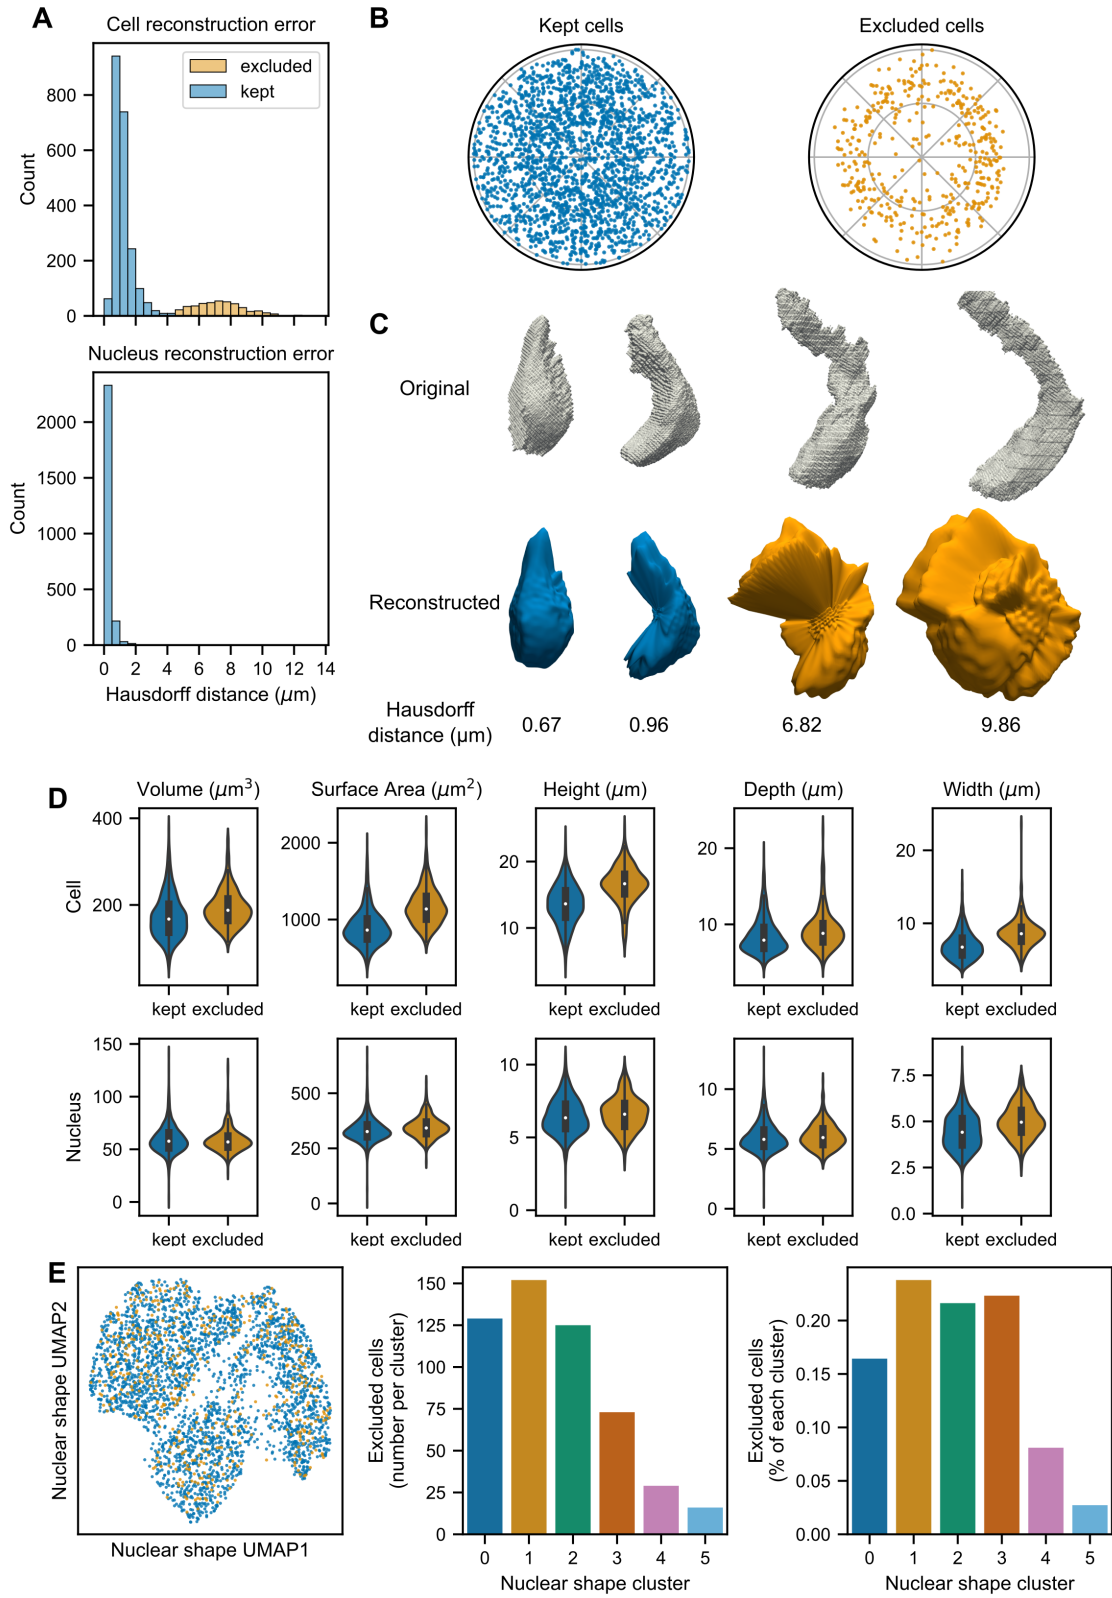 A
Cell reconstruction error
excluded
kept
Count
800
600
400
200
0
Nucleus reconstruction error
Count
2000
1500
1000
500
0
0 2 4 6 8 10 12 14
Hausdorff distance (μm)
B
Kept cells
Excluded cells
C
Original
Reconstructed
Hausdorff
distance (μm)
0.67
0.96
6.82
9.86
D
Volume (μm³)
Surface Area (μm²)
Height (μm)
Depth (μm)
Width (μm)
Cell
400
200
2000
1000
20
10
20
10
20
10
kept excluded
kept excluded
kept excluded
kept excluded
kept excluded
Nucleus
150
100
50
0
500
250
0
10
5
0
10
5
0
7.5
5.0
2.5
0.0
kept excluded
kept excluded
kept excluded
kept excluded
kept excluded
E
Nuclear shape UMAP2
Nuclear shape UMAP1
Excluded cells
(number per cluster)
150
125
100
75
50
25
0
0 1 2 3 4 5
Nuclear shape cluster
Excluded cells
(% of each cluster)
0.20
0.15
0.10
0.05
0.00
0 1 2 3 4 5
Nuclear shape cluster